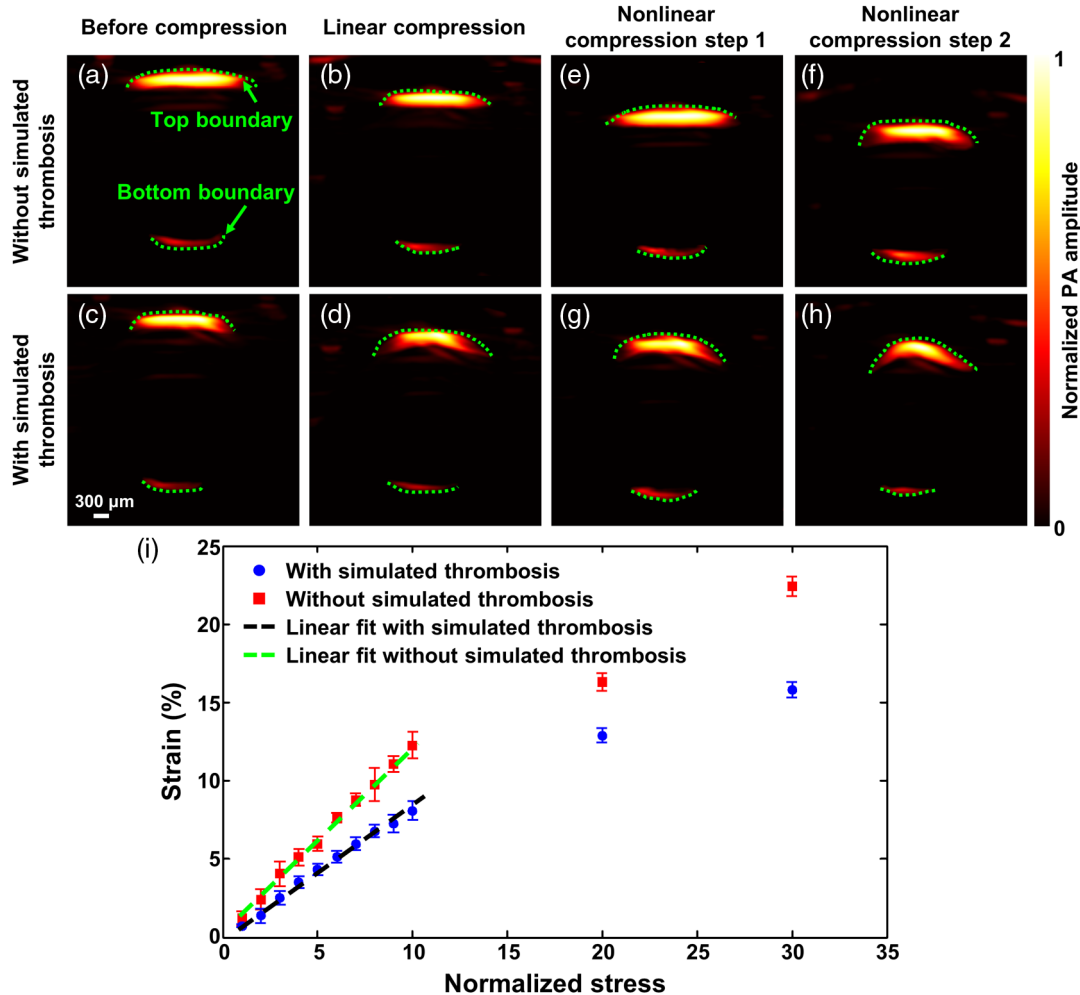 Before compression
Linear compression
Nonlinear
compression step 1
Nonlinear
compression step 2
Without simulated
thrombosis
(a)
Top boundary
Bottom boundary
(b)
(e)
(f)
1
Normalized PA amplitude
0
With simulated
thrombosis
(c)
300 µm
(d)
(g)
(h)
(i)
With simulated thrombosis
Without simulated thrombosis
Linear fit with simulated thrombosis
Linear fit without simulated thrombosis
Strain (%)
25
20
15
10
5
0
0 5 10 15 20 25 30 35
Normalized stress